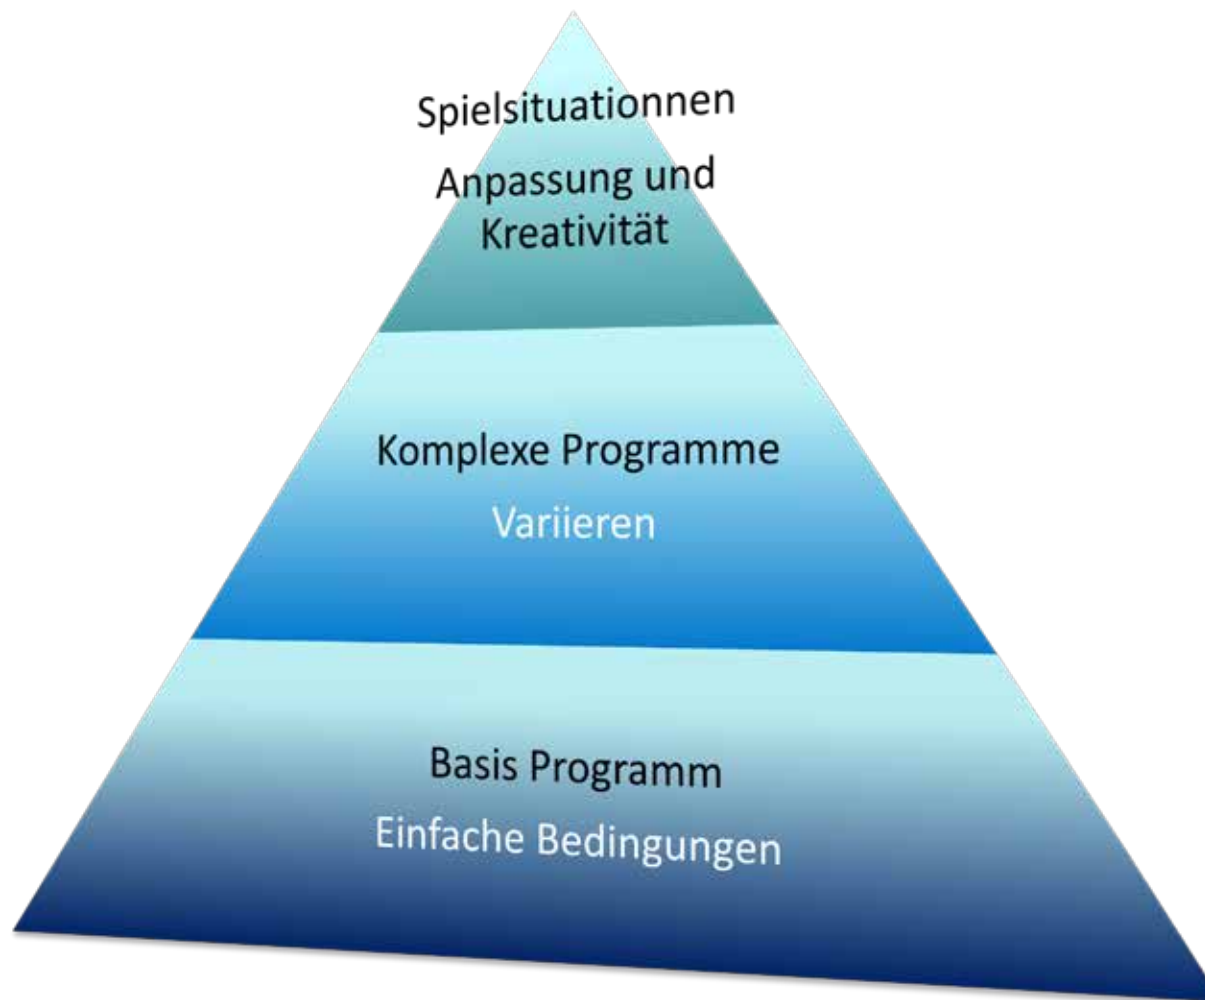 Spielsituationnen
Anpassung und
Kreativität
Komplexe Programme
Variieren
Basis Programm
Einfache Bedingungen